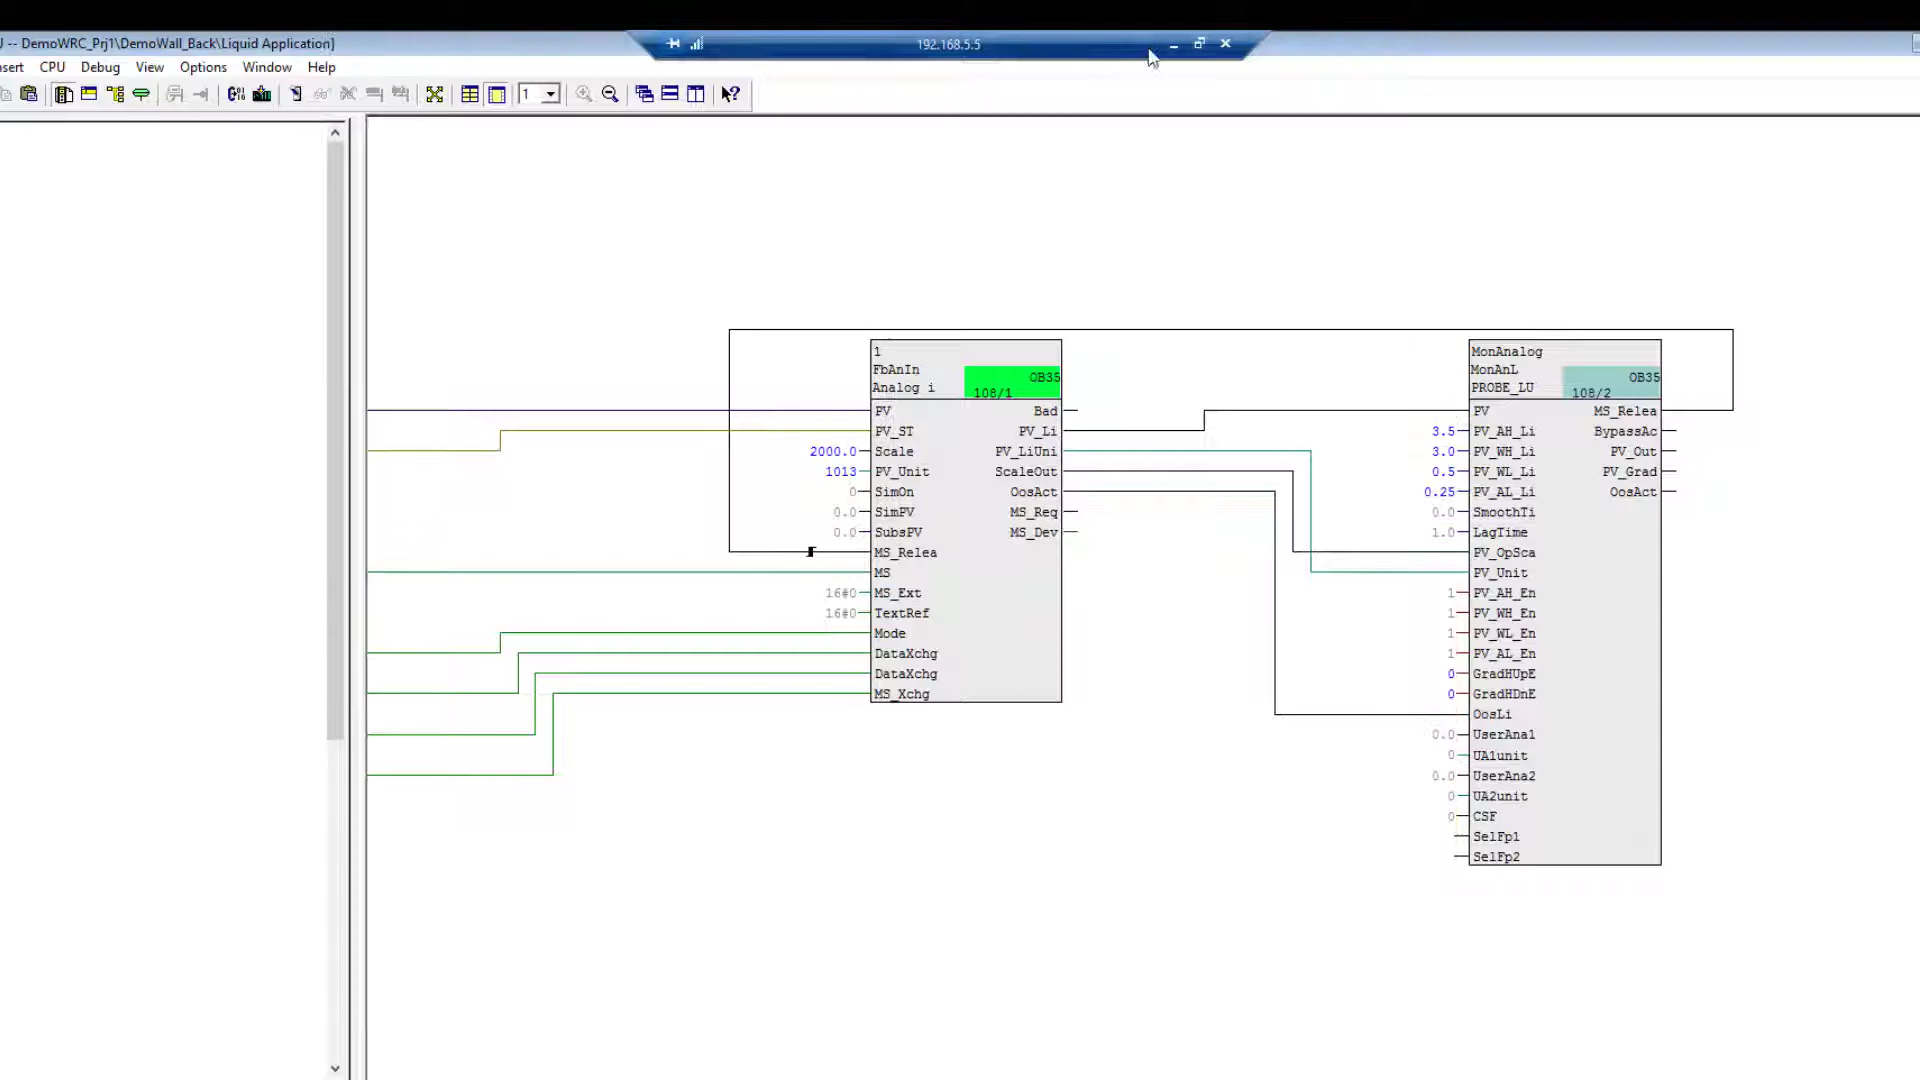 J -- DemoWRC_Prj1\DemoWall_Back\Liquid Application]
192.168.5.5
sert CPU Debug View Options Window Help
1
1
FbAnIn OB35
Analog i 108/1
PV Bad
PV_ST PV_Li
2000.0 Scale PV_LiUni
1013 PV_Unit ScaleOut
0 SimOn OosAct
0.0 SimPV MS_Req
0.0 SubsPV MS_Dev
MS_Relea
MS
16#0 MS_Ext
16#0 TextRef
Mode
DataXchg
DataXchg
MS_Xchg
MonAnalog
MonAnL OB35
PROBE_LU 108/2
PV MS_Relea
3.5 PV_AH_Li BypassAc
3.0 PV_WH_Li PV_Out
0.5 PV_WL_Li PV_Grad
0.25 PV_AL_Li OosAct
0.0 SmoothTi
1.0 LagTime
PV_OpSca
PV_Unit
1 PV_AH_En
1 PV_WH_En
1 PV_WL_En
1 PV_AL_En
0 GradHUpE
0 GradHDnE
OosLi
0.0 UserAna1
0 UA1unit
0.0 UserAna2
0 UA2unit
0 CSF
SelFp1
SelFp2